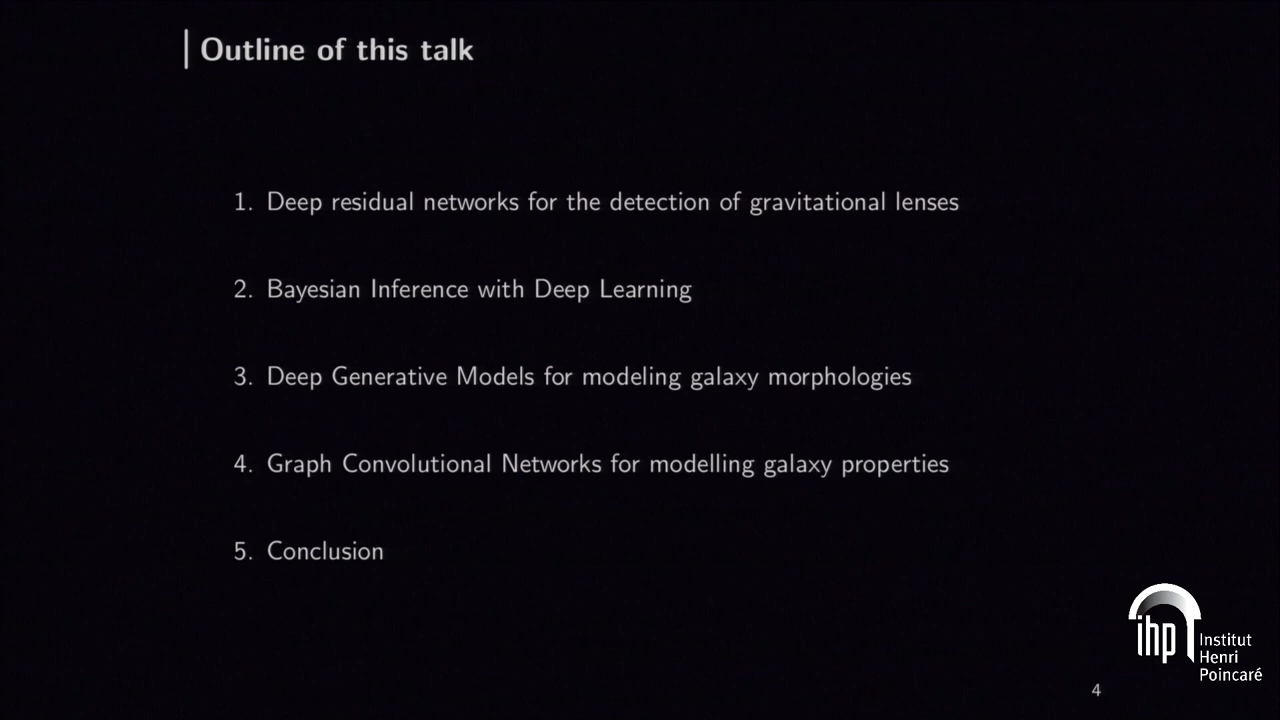 Outline of this talk
1. Deep residual networks for the detection of gravitational lenses
2. Bayesian Inference with Deep Learning
3. Deep Generative Models for modeling galaxy morphologies
4. Graph Convolutional Networks for modelling galaxy properties
5. Conclusion
ihp
Institut
Henri
Poincaré
4